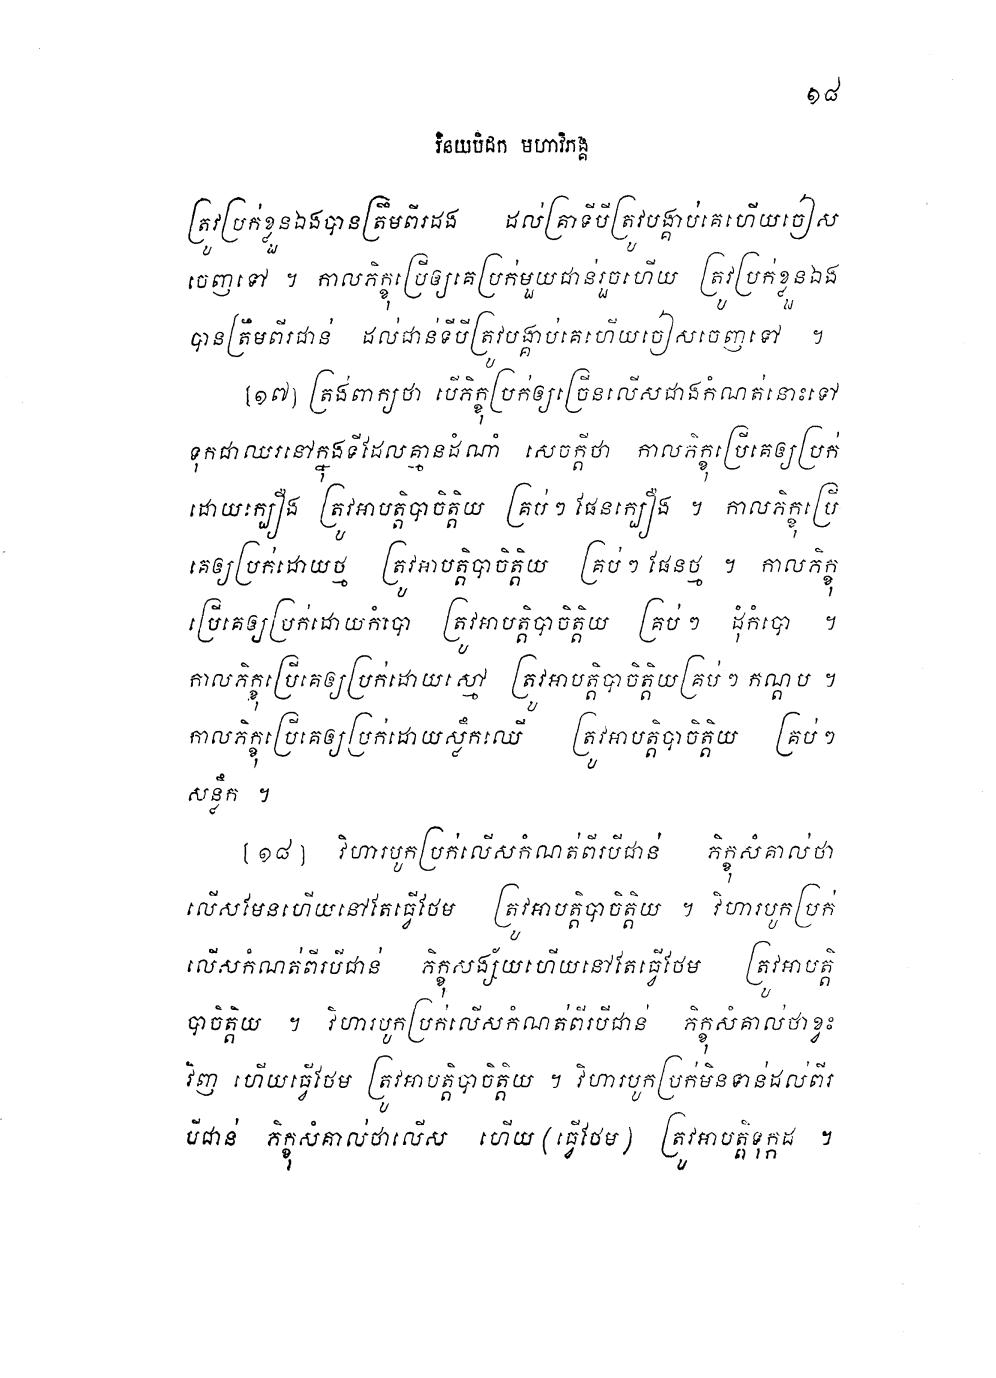 ១៨
វិនយបិដក មហាវិភង្គ
ត្រូវប្រក់ខ្លួនឯងបានត្រឹមពីរដង ដល់គ្រាទីបីត្រូវបង្គាប់គេហើយចៀស
ចេញទៅ ។ កាលភិក្ខុប្រើឲ្យគេប្រក់មួយជាន់រួចហើយ ត្រូវប្រក់ខ្លួនឯង
បានត្រឹមពីរជាន់ ដល់ជាន់ទីបីត្រូវបង្គាប់គេហើយចៀសចេញទៅ ។
[១៧] ត្រង់ពាក្យថា បើភិក្ខុប្រក់ឲ្យច្រើនលើសជាងកំណត់នោះទៅ
ទុកជាឈរនៅក្នុងទីដែលគ្មានដំណាំ សេចក្តីថា កាលភិក្ខុប្រើគេឲ្យប្រក់
ដោយក្បឿង ត្រូវអាបត្តិបាចិត្តិយ គ្រប់ៗ ផែនក្បឿង ។ កាលភិក្ខុប្រើ
គេឲ្យប្រក់ដោយថ្ម ត្រូវអាបត្តិបាចិត្តិយ គ្រប់ៗ ផែនថ្ម ។ កាលភិក្ខុ
ប្រើគេឲ្យប្រក់ដោយកំបោ ត្រូវអាបត្តិបាចិត្តិយ គ្រប់ៗ ដុំកំបោ ។
កាលភិក្ខុប្រើគេឲ្យប្រក់ដោយស្មៅ ត្រូវអាបត្តិបាចិត្តិយគ្រប់ៗ កណ្តប ។
កាលភិក្ខុប្រើគេឲ្យប្រក់ដោយស្លឹកឈើ ត្រូវអាបត្តិបាចិត្តិយ គ្រប់ៗ
សន្លឹក ។
[១៨] វិហារបូកប្រក់លើសកំណត់ពីរបីជាន់ ភិក្ខុសំគាល់ថា
លើសមែនហើយនៅតែធ្វើថែម ត្រូវអាបត្តិបាចិត្តិយ ។ វិហារបូកប្រក់
លើសកំណត់ពីរបីជាន់ ភិក្ខុសង្ស័យហើយនៅតែធ្វើថែម ត្រូវអាបត្តិ
បាចិត្តិយ ។ វិហារបូកប្រក់លើសកំណត់ពីរបីជាន់ ភិក្ខុសំគាល់ថាខ្វះ
វិញ ហើយធ្វើថែម ត្រូវអាបត្តិបាចិត្តិយ ។ វិហារបូកប្រក់មិនទាន់ដល់ពីរ
បីជាន់ ភិក្ខុសំគាល់ថាលើស ហើយ (ធ្វើថែម) ត្រូវអាបត្តិទុក្កដ ។